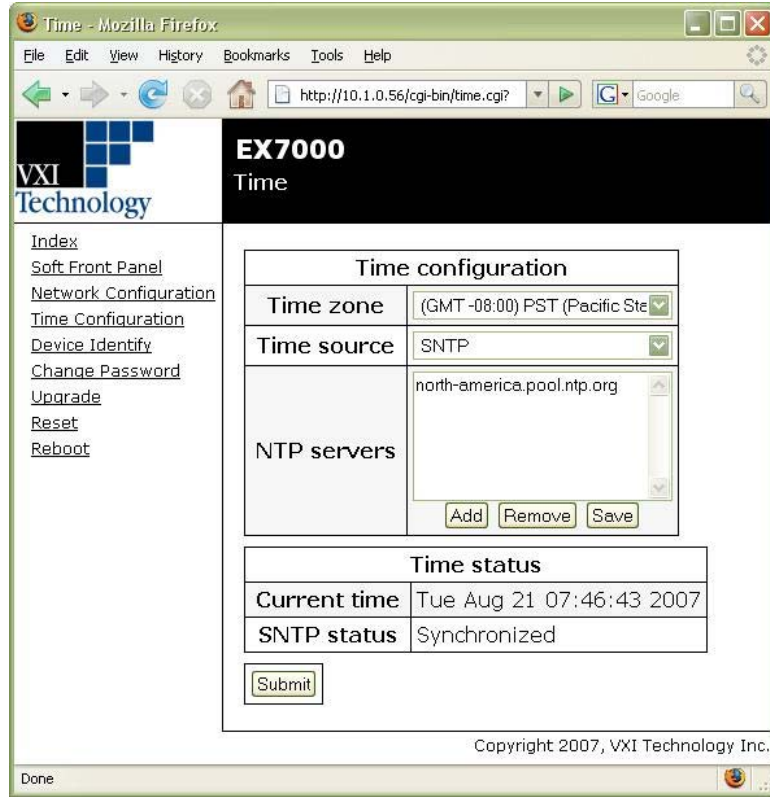 Time - Mozilla Firefox
File Edit View History Bookmarks Tools Help
http://10.1.0.56/cgi-bin/time.cgi? G Google
VXI
Technology
EX7000
Time
Index
Soft Front Panel
Network Configuration
Time Configuration
Device Identify
Change Password
Upgrade
Reset
Reboot
Time configuration
Time zone (GMT -08:00) PST (Pacific Sta
Time source SNTP
NTP servers north-america.pool.ntp.org
Add Remove Save
Time status
Current time Tue Aug 21 07:46:43 2007
SNTP status Synchronized
Submit
Copyright 2007, VXI Technology Inc.
Done